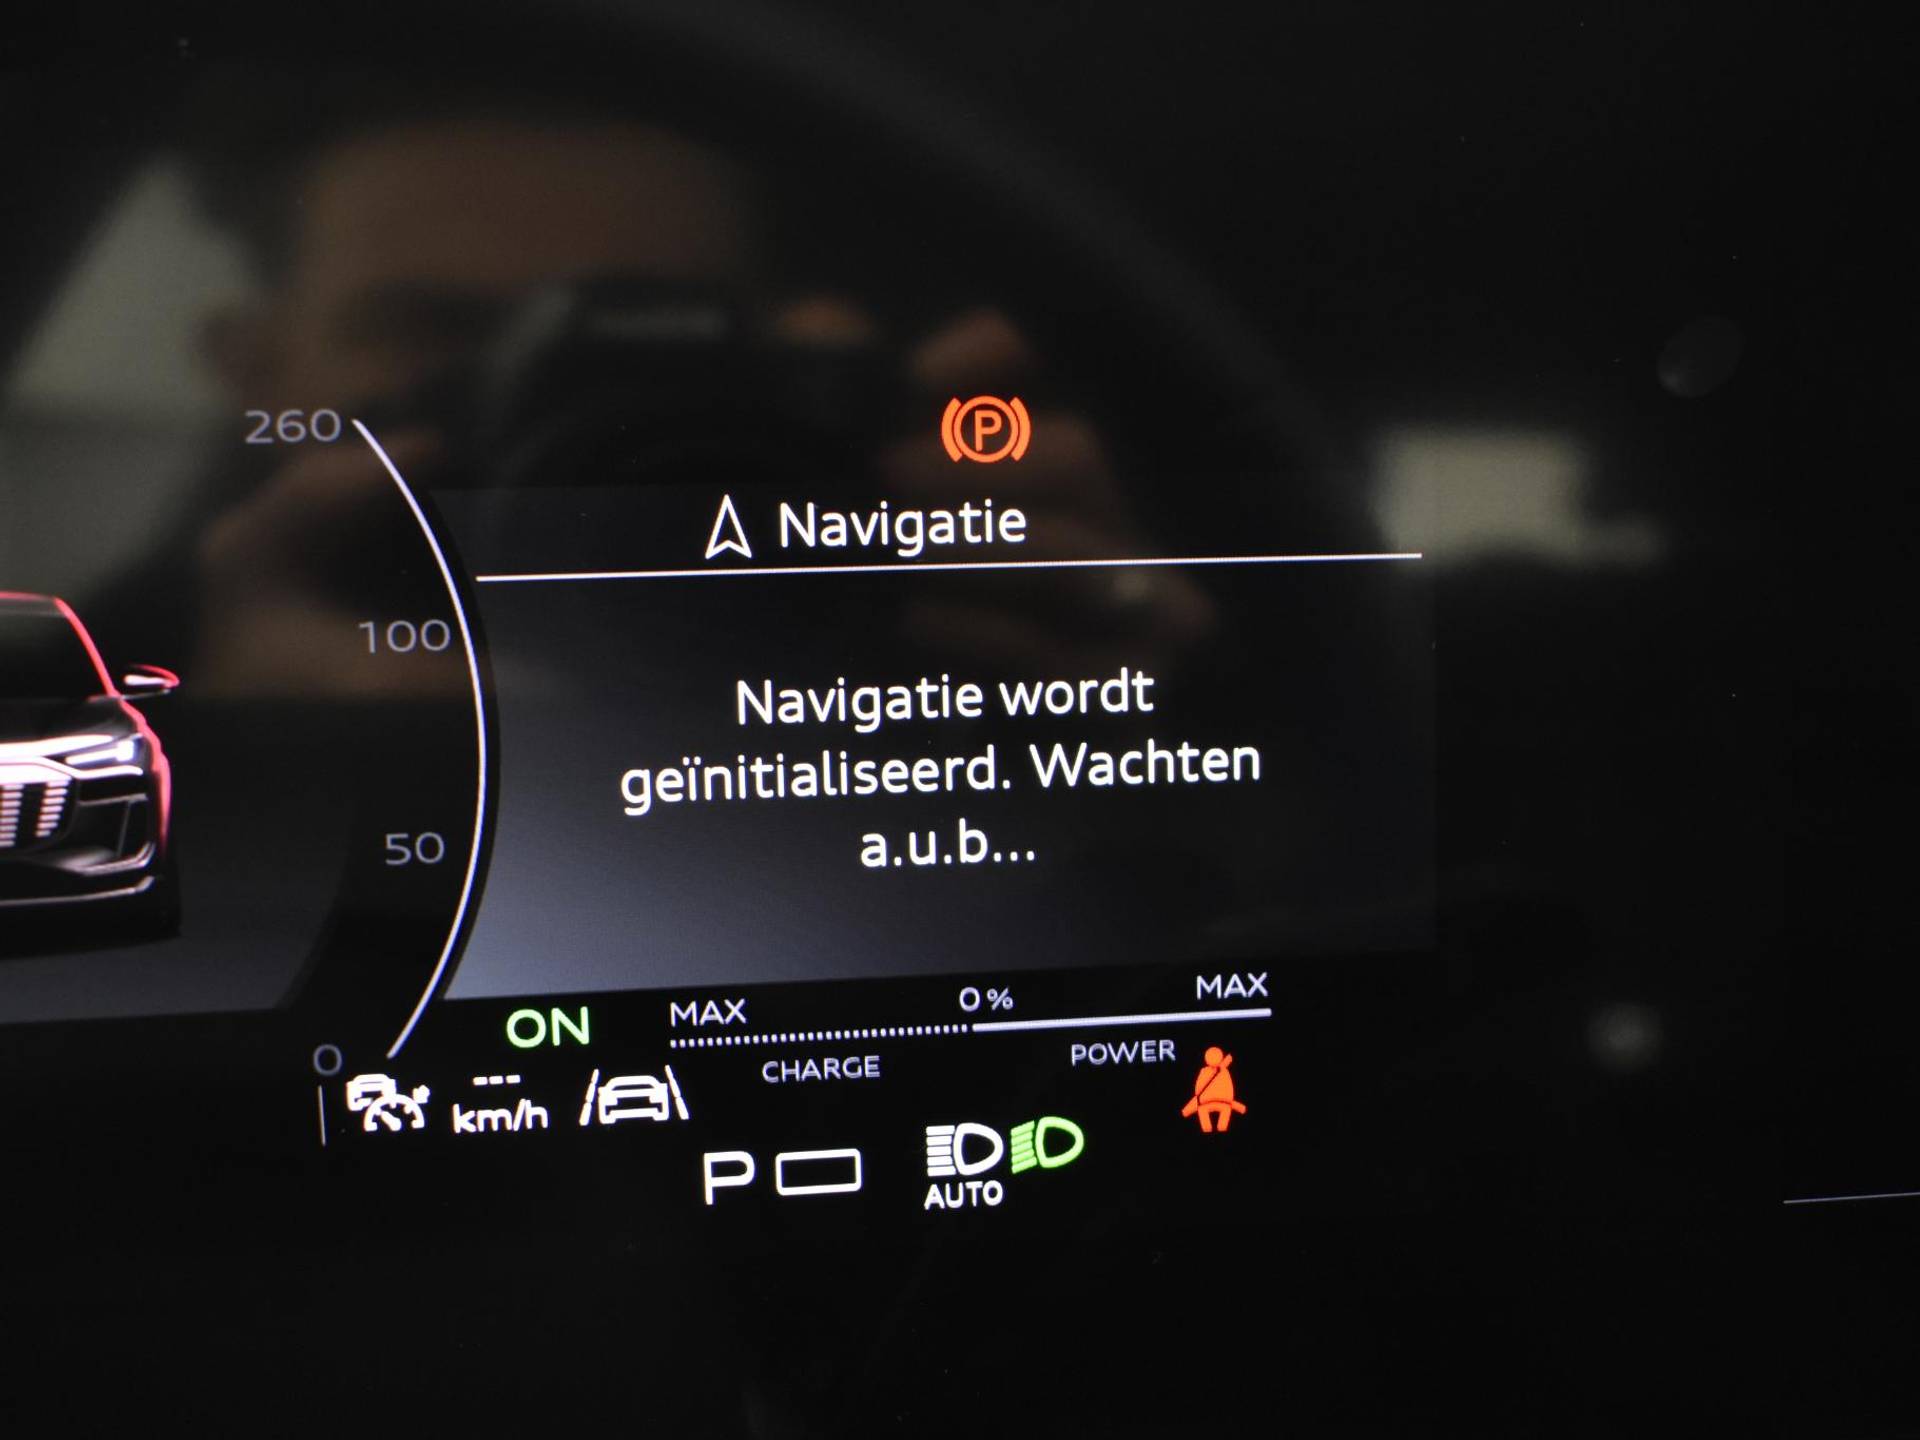 260
P
Navigatie
100
Navigatie wordt
geïnitialiseerd. Wachten
a.u.b...
50
ON
MAX
0%
MAX
0
CHARGE
POWER
---
km/h
P
AUTO